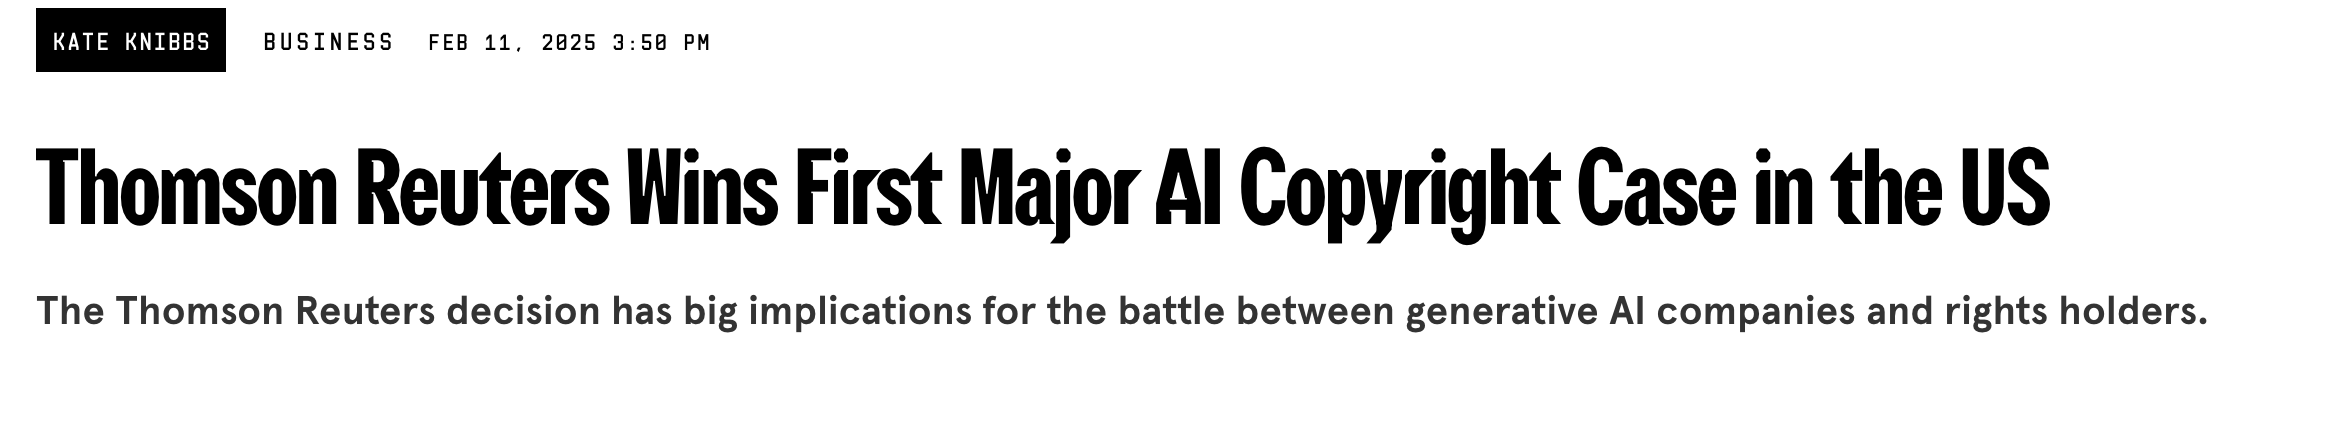 KATE KNIBBS BUSINESS FEB 11, 2025 3:50 PM
Thomson Reuters Wins First Major AI Copyright Case in the US
The Thomson Reuters decision has big implications for the battle between generative AI companies and rights holders.